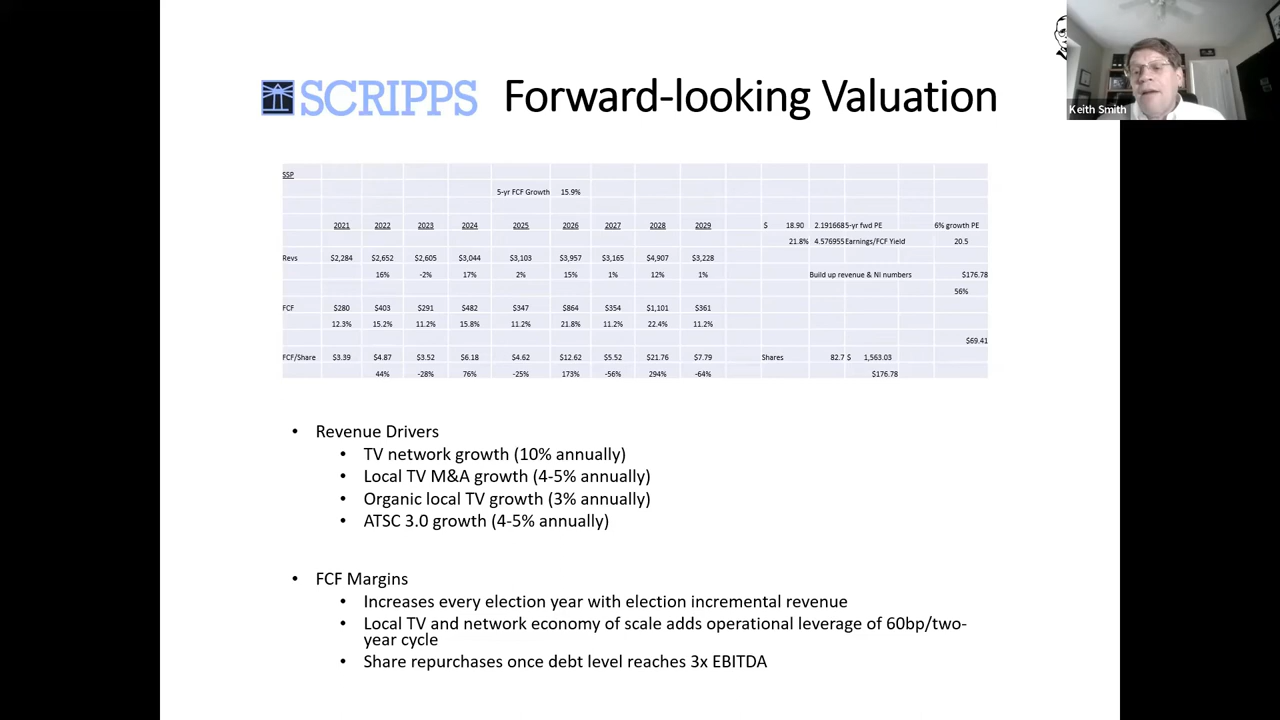 SCRIPPS Forward-looking Valuation
Keith Smith
SSP
5-yr FCF Growth 15.9%
2021 2022 2023 2024 2025 2026 2027 2028 2029 $ 18.90 2.191668 5-yr fwd PE 6% growth PE
21.8% 4.576955 Earnings/FCF Yield 20.5
Revs $2,284 $2,652 $2,605 $3,044 $3,103 $3,957 $3,165 $4,907 $3,228
16% -2% 17% 2% 15% 1% 12% 1% Build up revenue & NI numbers $176.78
56%
FCF $280 $403 $291 $482 $347 $864 $354 $1,101 $361
12.3% 15.2% 11.2% 15.8% 11.2% 21.8% 11.2% 22.4% 11.2%
$69.41
FCF/Share $3.39 $4.87 $3.52 $6.18 $4.62 $12.62 $5.52 $21.76 $7.79 Shares 82.7 $ 1,563.03
44% -28% 76% -25% 173% -56% 294% -64% $176.78
• Revenue Drivers
• TV network growth (10% annually)
• Local TV M&A growth (4-5% annually)
• Organic local TV growth (3% annually)
• ATSC 3.0 growth (4-5% annually)
• FCF Margins
• Increases every election year with election incremental revenue
• Local TV and network economy of scale adds operational leverage of 60bp/two-
year cycle
• Share repurchases once debt level reaches 3x EBITDA